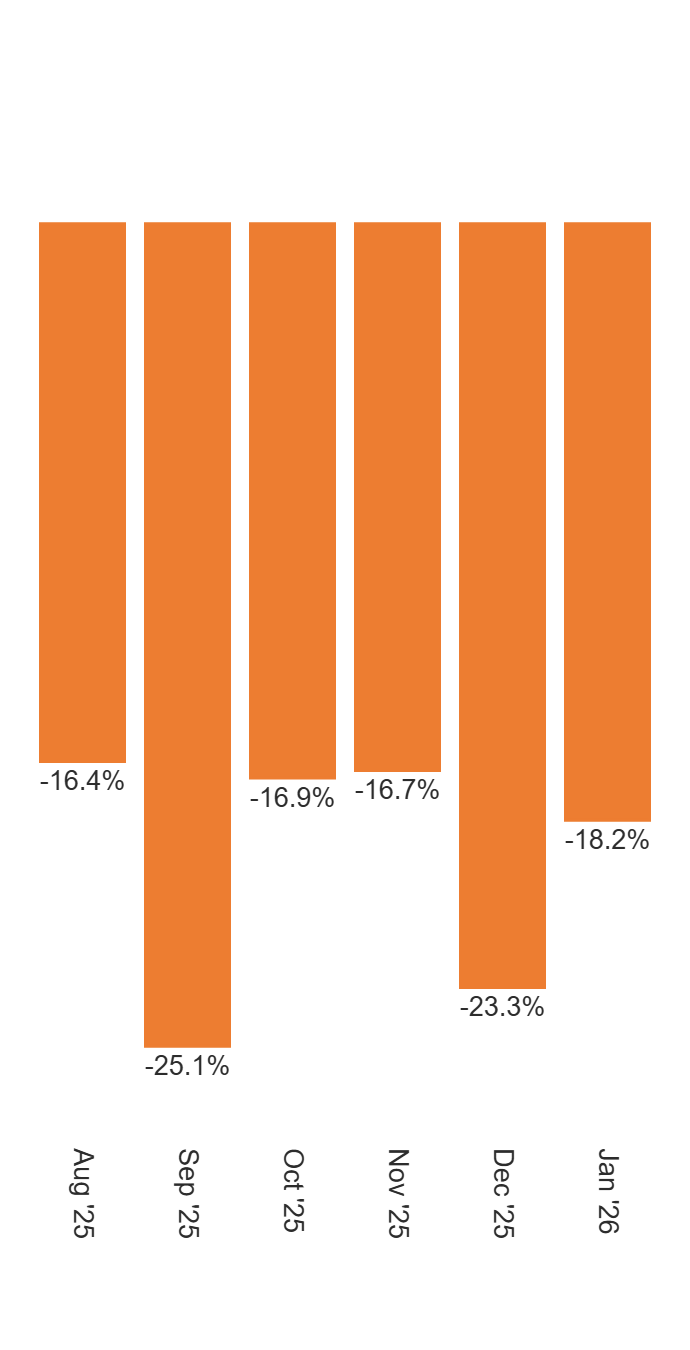 -16.4%
-25.1%
-16.9%
-16.7%
-23.3%
-18.2%
Aug '25
Sep '25
Oct '25
Nov '25
Dec '25
Jan '26